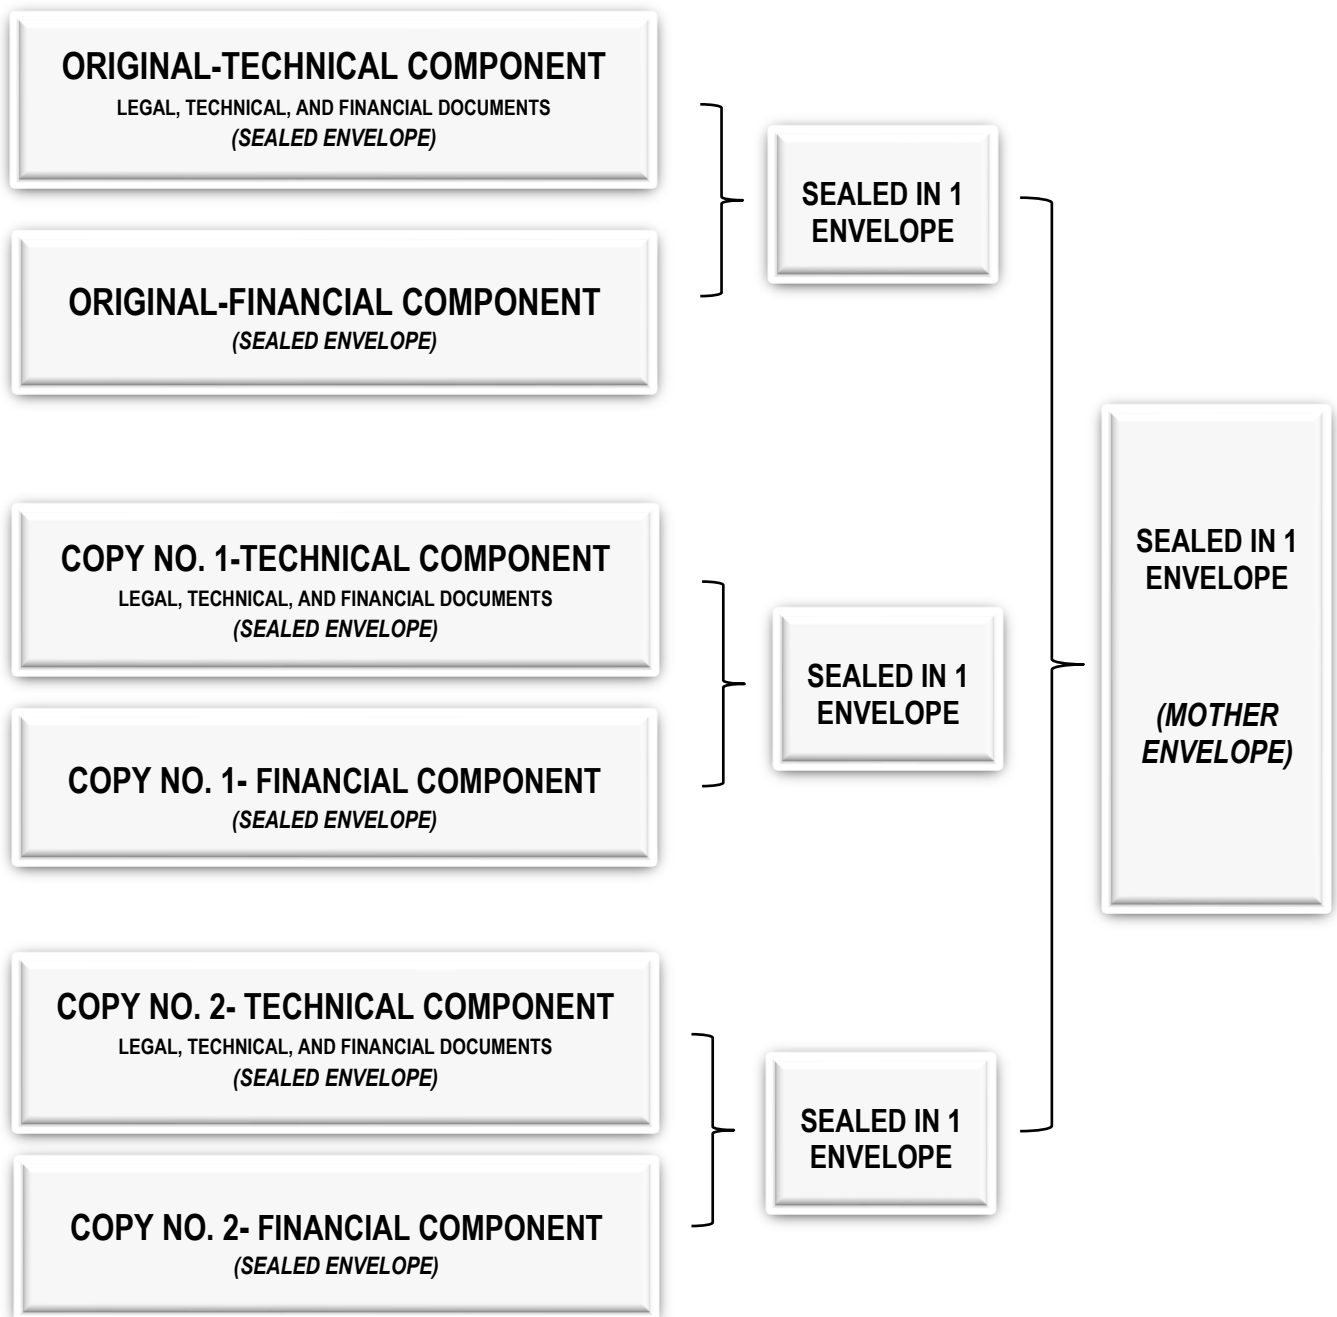 ORIGINAL-TECHNICAL COMPONENT
LEGAL, TECHNICAL, AND FINANCIAL DOCUMENTS
(SEALED ENVELOPE)
ORIGINAL-FINANCIAL COMPONENT
(SEALED ENVELOPE)
SEALED IN 1
ENVELOPE
COPY NO. 1-TECHNICAL COMPONENT
LEGAL, TECHNICAL, AND FINANCIAL DOCUMENTS
(SEALED ENVELOPE)
COPY NO. 1- FINANCIAL COMPONENT
(SEALED ENVELOPE)
SEALED IN 1
ENVELOPE
COPY NO. 2- TECHNICAL COMPONENT
LEGAL, TECHNICAL, AND FINANCIAL DOCUMENTS
(SEALED ENVELOPE)
COPY NO. 2- FINANCIAL COMPONENT
(SEALED ENVELOPE)
SEALED IN 1
ENVELOPE
SEALED IN 1
ENVELOPE
(MOTHER
ENVELOPE)